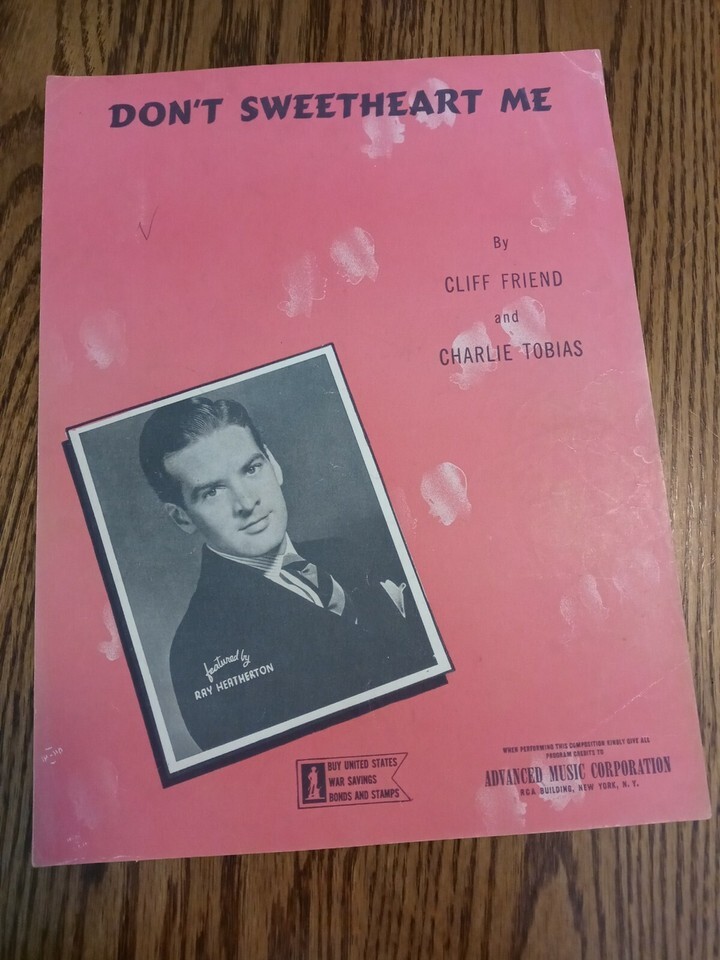 DON'T SWEETHEART ME
By
CLIFF FRIEND
and
CHARLIE TOBIAS
featured by
RAY HEATHERTON
BUY UNITED STATES
WAR SAVINGS
BONDS AND STAMPS
WHEN PERFORMING THIS COMPOSITION KINDLY GIVE ALL
PROGRAM CREDITS TO
ADVANCED MUSIC CORPORATION
RCA BUILDING, NEW YORK, N. Y.